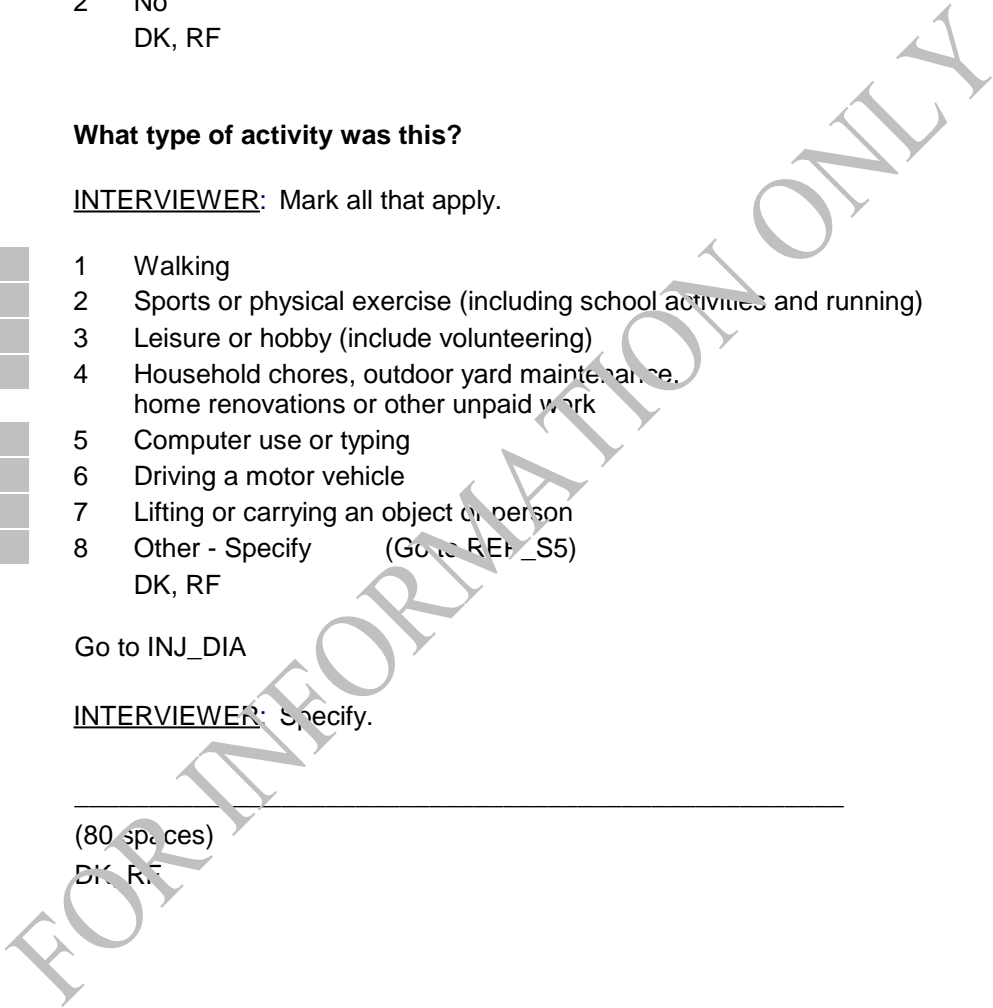 2 No
DK, RF
What type of activity was this?
INTERVIEWER: Mark all that apply.
1 Walking
2 Sports or physical exercise (including school activities and running)
3 Leisure or hobby (include volunteering)
4 Household chores, outdoor yard maintenance,
home renovations or other unpaid work
5 Computer use or typing
6 Driving a motor vehicle
7 Lifting or carrying an object or person
8 Other - Specify (Go to REP_S5)
DK, RF
Go to INJ_DIA
INTERVIEWER: Specify.
(80 spaces)
DK, RF
FOR INFORMATION ONLY